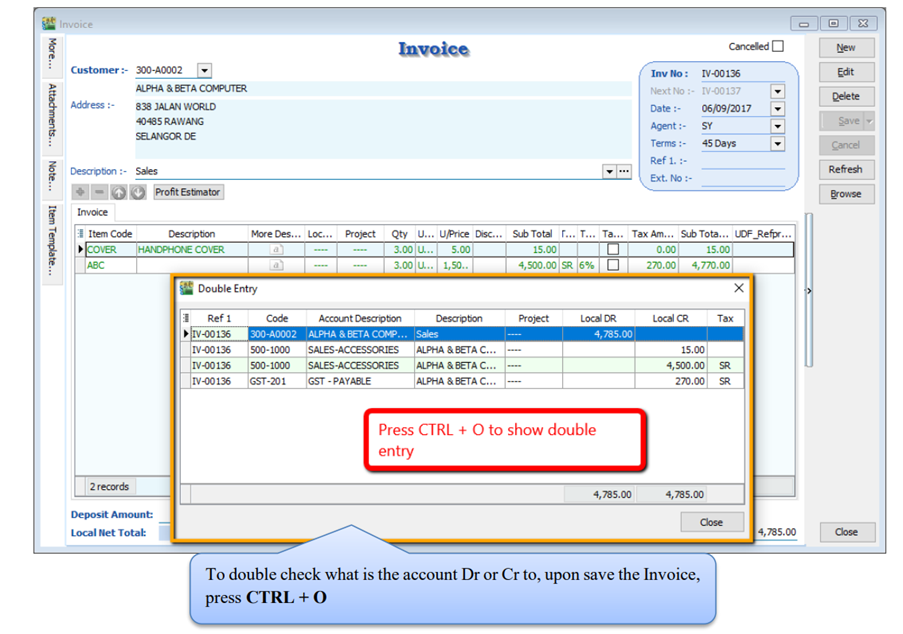 Invoice
Invoice
Cancelled
New
Edit
Delete
Save
Cancel
Refresh
Browse
More...
Attachments...
Note...
Item Template...
Customer :- 300-A0002
ALPHA & BETA COMPUTER
Address :- 838 JALAN WORLD
40485 RAWANG
SELANGOR DE
Description :- Sales
Inv No : IV-00136
Next No :- IV-00137
Date :- 06/09/2017
Agent :- SY
Terms :- 45 Days
Ref 1. :-
Ext. No :-
Profit Estimator
Invoice
Item Code Description More Des... Loc... Project Qty U... U/Price Disc... Sub Total T... Ta... Tax Am... Sub Tota... UDF_Refpr...
COVER HANDPHONE COVER ---- ---- 3.00 U... 5.00 15.00 0.00 15.00
ABC ---- ---- 3.00 U... 1,50... 4,500.00 SR 6% 270.00 4,770.00
Double Entry
Ref 1 Code Account Description Description Project Local DR Local CR Tax
IV-00136 300-A0002 ALPHA & BETA COMP... Sales ---- 4,785.00
IV-00136 500-1000 SALES-ACCESSORIES ALPHA & BETA C... ---- 15.00
IV-00136 500-1000 SALES-ACCESSORIES ALPHA & BETA C... ---- 4,500.00 SR
IV-00136 GST-201 GST - PAYABLE ALPHA & BETA C... ---- 270.00 SR
Press CTRL + O to show double
entry
4,785.00 4,785.00
Close
2 records
Deposit Amount:
Local Net Total:
4,785.00
Close
To double check what is the account Dr or Cr to, upon save the Invoice,
press CTRL + O